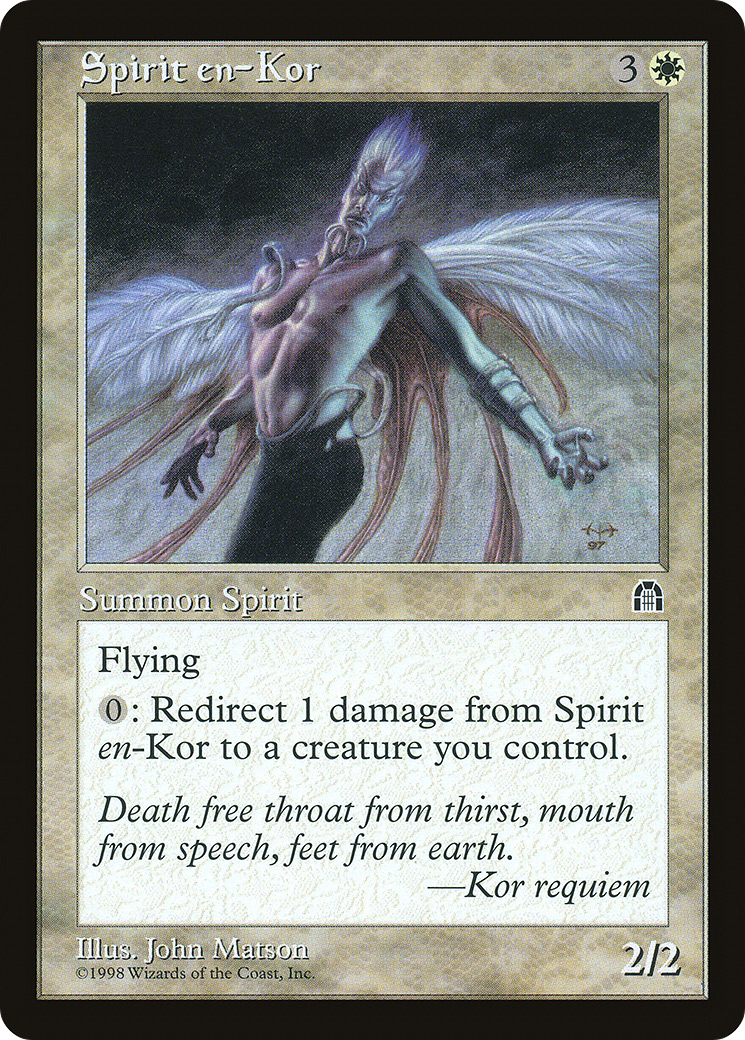 Spirit en-Kor 3
97
Summon Spirit
Flying
0: Redirect 1 damage from Spirit
en-Kor to a creature you control.
Death free throat from thirst, mouth
from speech, feet from earth.
—Kor requiem
Illus. John Matson
©1998 Wizards of the Coast, Inc.
2/2